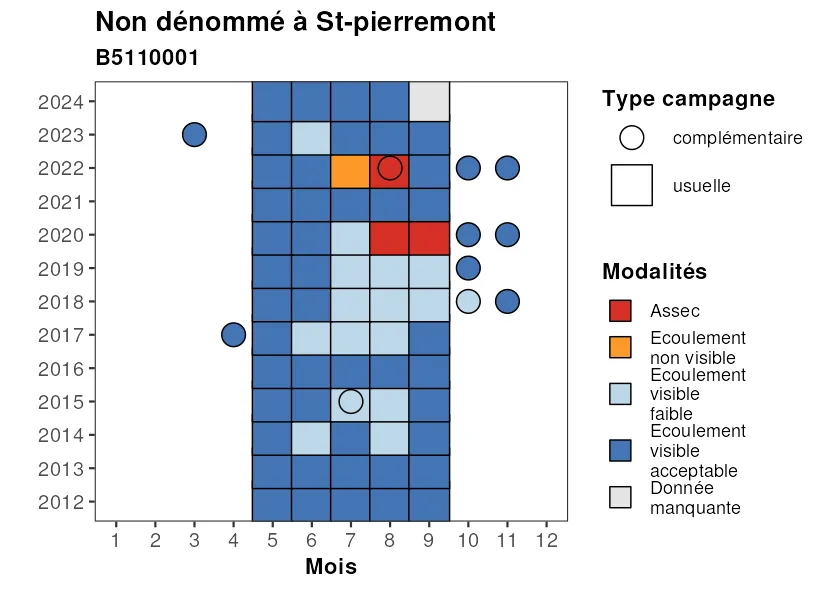 Non dénommé à St-pierremont
B5110001
2024
2023
2022
2021
2020
2019
2018
2017
2016
2015
2014
2013
2012
1 2 3 4 5 6 7 8 9 10 11 12
Mois
Type campagne
complémentaire
usuelle
Modalités
Assec
Ecoulement
non visible
Ecoulement
visible
faible
Ecoulement
visible
acceptable
Donnée
manquante